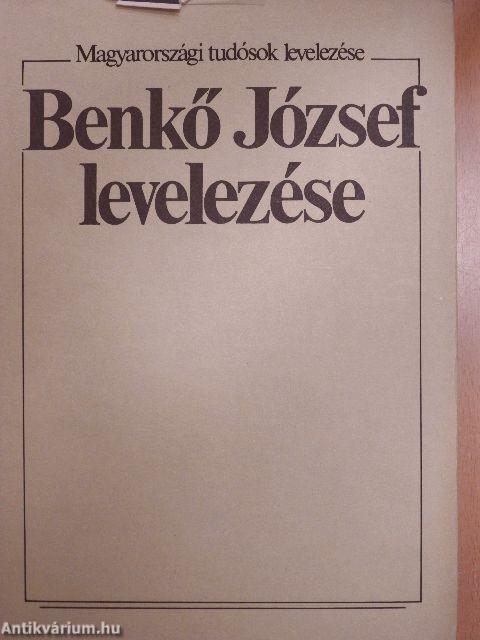 Magyarországi tudósok levelezése
Benkő József
levelezése
Antikvárium.hu